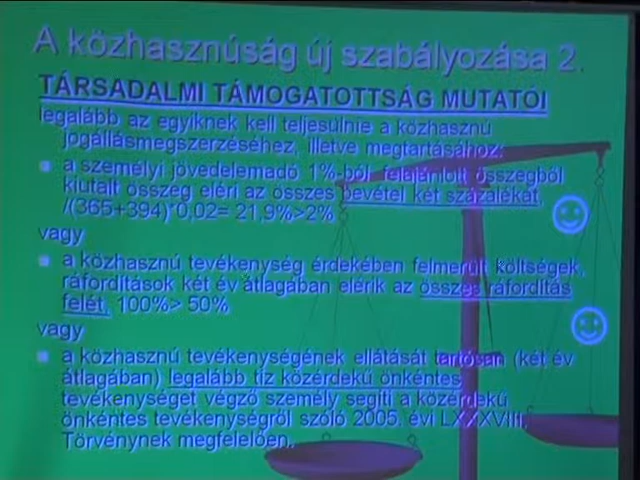 A közhasznúság új szabályozása 2.
TÁRSADALMI TÁMOGATOTTSÁG MUTATÓI
legalább az egyiknek kell teljesülnie a közhasznú
jogállásmegszerzéséhez, illetve megtartásához:
a személyi jövedelemadó 1%-ból felajánlott összegből
kiutalt összeg eléri az összes bevétel két százalékát,
/(365+394)*0,02= 21,9%>2%
vagy
a közhasznú tevékenység érdekében felmerült költségek,
ráfordítások két év átlagában elérik az összes ráfordítás
felét, 100%> 50%
vagy
a közhasznú tevékenységének ellátását tartósan (két év
átlagában) legalább tíz közérdekű önkéntes
tevékenységet végző személy segíti a közérdekű
önkéntes tevékenységről szóló 2005. évi LXXXVIII.
Törvénynek megfelelően.